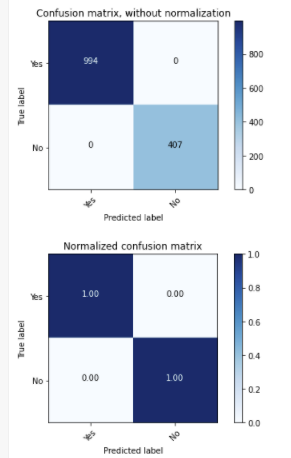 Confusion matrix, without normalization
Yes
No
True label
994
0
0
407
Yes
No
Predicted label
800
600
400
200
0
Normalized confusion matrix
Yes
No
True label
1.00
0.00
0.00
1.00
Yes
No
Predicted label
1.0
0.8
0.6
0.4
0.2
0.0